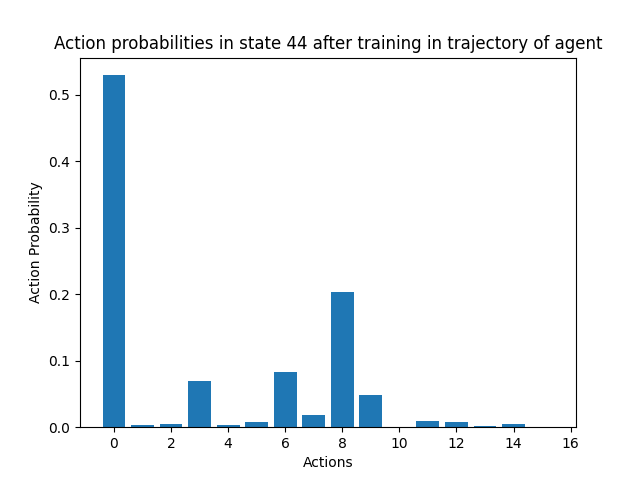 Action probabilities in state 44 after training in trajectory of agent
Action Probability
0.5
0.4
0.3
0.2
0.1
0.0
0 2 4 6 8 10 12 14 16
Actions